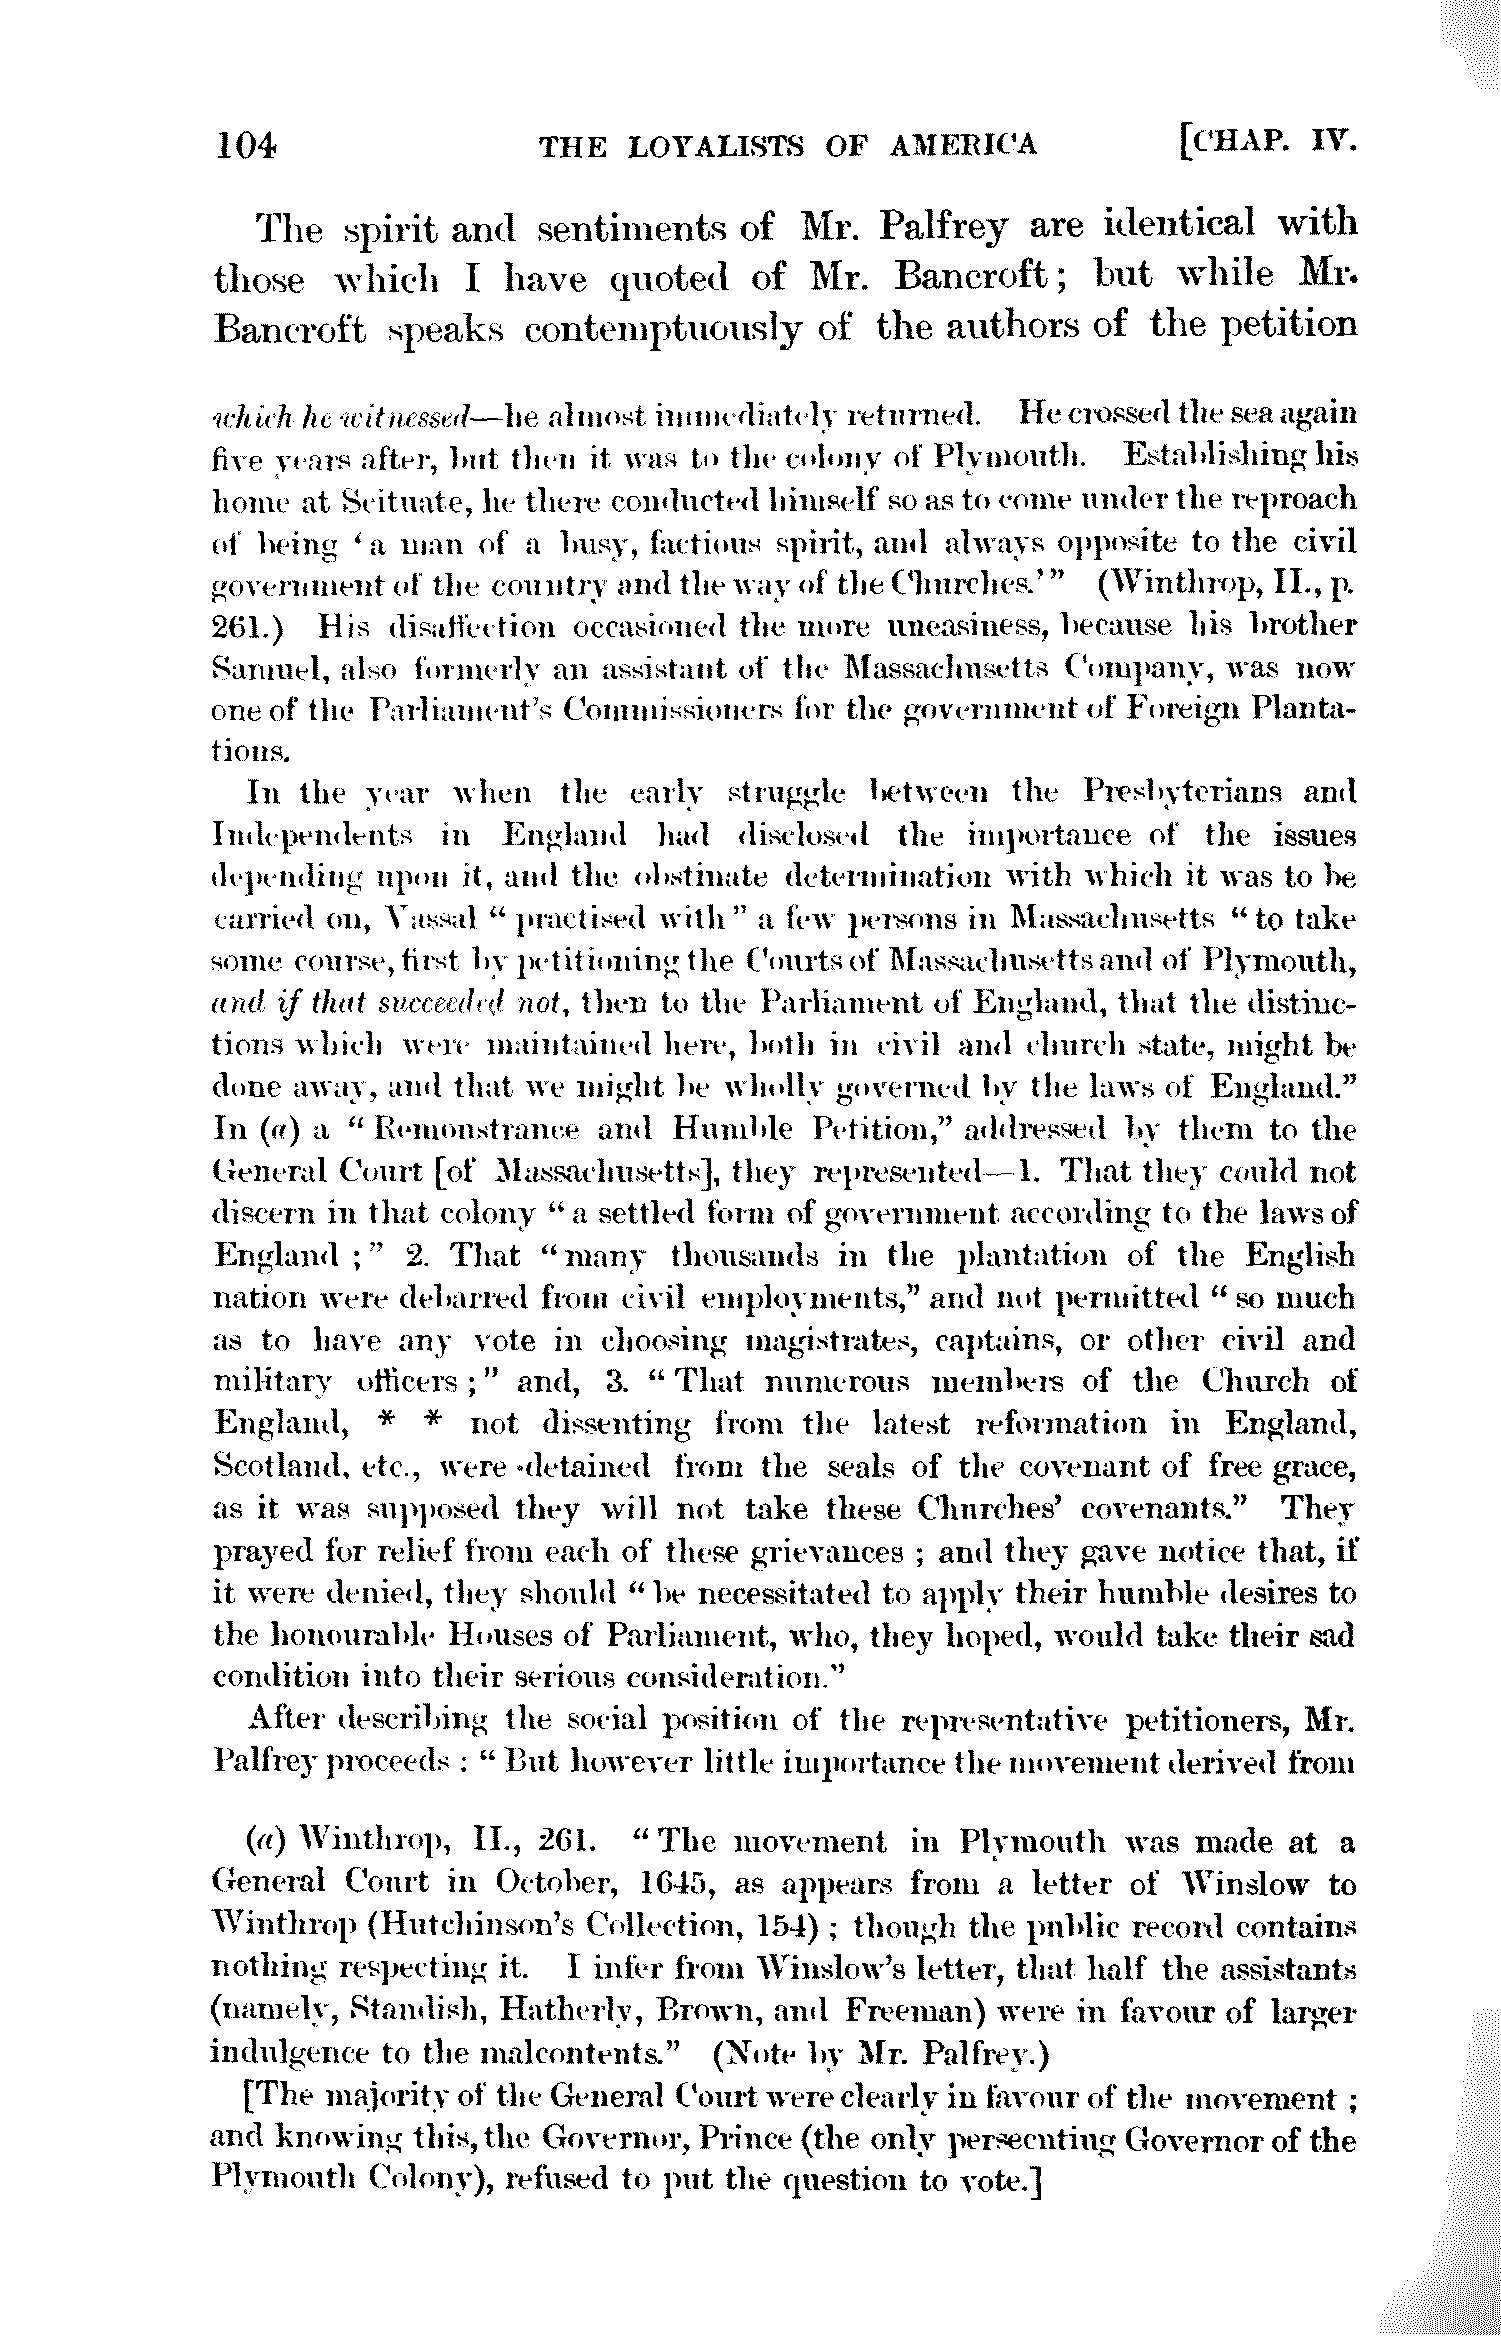 104 THE LOYALISTS OF AMERICA [CHAP. IV.
The spirit and sentiments of Mr. Palfrey are identical with
those which I have quoted of Mr. Bancroft; but while Mr.
Bancroft speaks contemptuously of the authors of the petition
which he witnessed—he almost immediately returned. He crossed the sea again
five years after, but then it was to the colony of Plymouth. Establishing his
home at Scituate, he there conducted himself so as to come under the reproach
of being ‘a man of a busy, factious spirit, and always opposite to the civil
government of the country and the way of the Churches.’” (Winthrop, II., p.
261.) His disaffection occasioned the more uneasiness, because his brother
Samuel, also formerly an assistant of the Massachusetts Company, was now
one of the Parliament's Commissioners for the government of Foreign Planta-
tions.
In the year when the early struggle between the Presbyterians and
Independents in England had disclosed the importance of the issues
depending upon it, and the obstinate determination with which it was to be
carried on, Vassal “practised with” a few persons in Massachusetts “to take
some course, first by petitioning the Courts of Massachusetts and of Plymouth,
and if that succeeded not, then to the Parliament of England, that the distinc-
tions which were maintained here, both in civil and church state, might be
done away, and that we might be wholly governed by the laws of England.”
In (a) a “Remonstrance and Humble Petition,” addressed by them to the
General Court [of Massachusetts], they represented—1. That they could not
discern in that colony “a settled form of government according to the laws of
England ;” 2. That “many thousands in the plantation of the English
nation were debarred from civil employments,” and not permitted “so much
as to have any vote in choosing magistrates, captains, or other civil and
military officers ;” and, 3. “That numerous members of the Church of
England, * * not dissenting from the latest reformation in England,
Scotland, etc., were detained from the seals of the covenant of free grace,
as it was supposed they will not take these Churches’ covenants.” They
prayed for relief from each of these grievances ; and they gave notice that, if
it were denied, they should “be necessitated to apply their humble desires to
the honourable Houses of Parliament, who, they hoped, would take their sad
condition into their serious consideration.”
After describing the social position of the representative petitioners, Mr.
Palfrey proceeds : “But however little importance the movement derived from
(a) Winthrop, II., 261. “The movement in Plymouth was made at a
General Court in October, 1645, as appears from a letter of Winslow to
Winthrop (Hutchinson's Collection, 154) ; though the public record contains
nothing respecting it. I infer from Winslow's letter, that half the assistants
(namely, Standish, Hatherly, Brown, and Freeman) were in favour of larger
indulgence to the malcontents.” (Note by Mr. Palfrey.)
[The majority of the General Court were clearly in favour of the movement ;
and knowing this, the Governor, Prince (the only persecuting Governor of the
Plymouth Colony), refused to put the question to vote.]